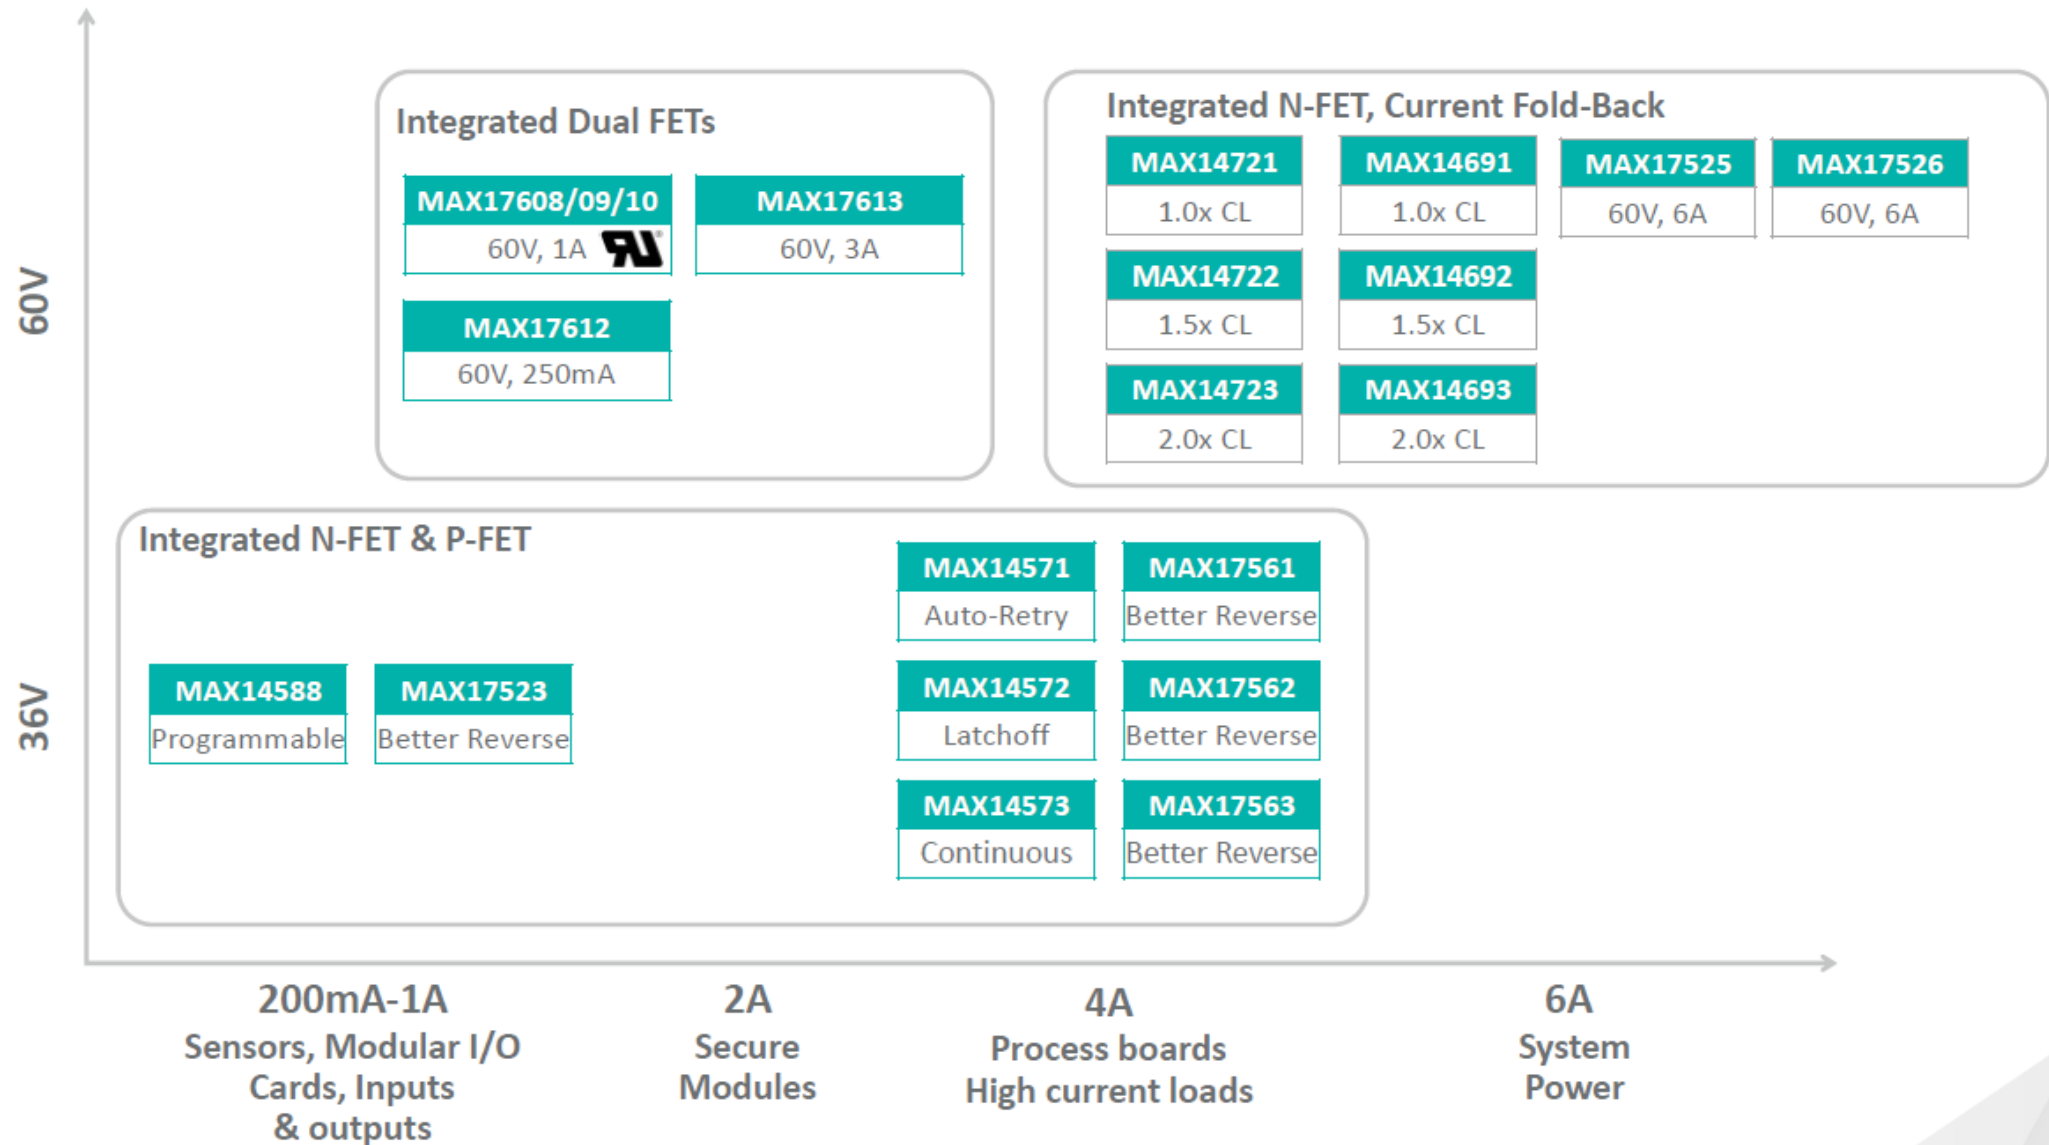 60V
36V
Integrated Dual FETs
MAX17608/09/10
60V, 1A
MAX17613
60V, 3A
MAX17612
60V, 250mA
Integrated N-FET, Current Fold-Back
MAX14721
1.0x CL
MAX14691
1.0x CL
MAX17525
60V, 6A
MAX17526
60V, 6A
MAX14722
1.5x CL
MAX14692
1.5x CL
MAX14723
2.0x CL
MAX14693
2.0x CL
Integrated N-FET & P-FET
MAX14588
Programmable
MAX17523
Better Reverse
MAX14571
Auto-Retry
MAX17561
Better Reverse
MAX14572
Latchoff
MAX17562
Better Reverse
MAX14573
Continuous
MAX17563
Better Reverse
200mA-1A
Sensors, Modular I/O
Cards, Inputs
& outputs
2A
Secure
Modules
4A
Process boards
High current loads
6A
System
Power